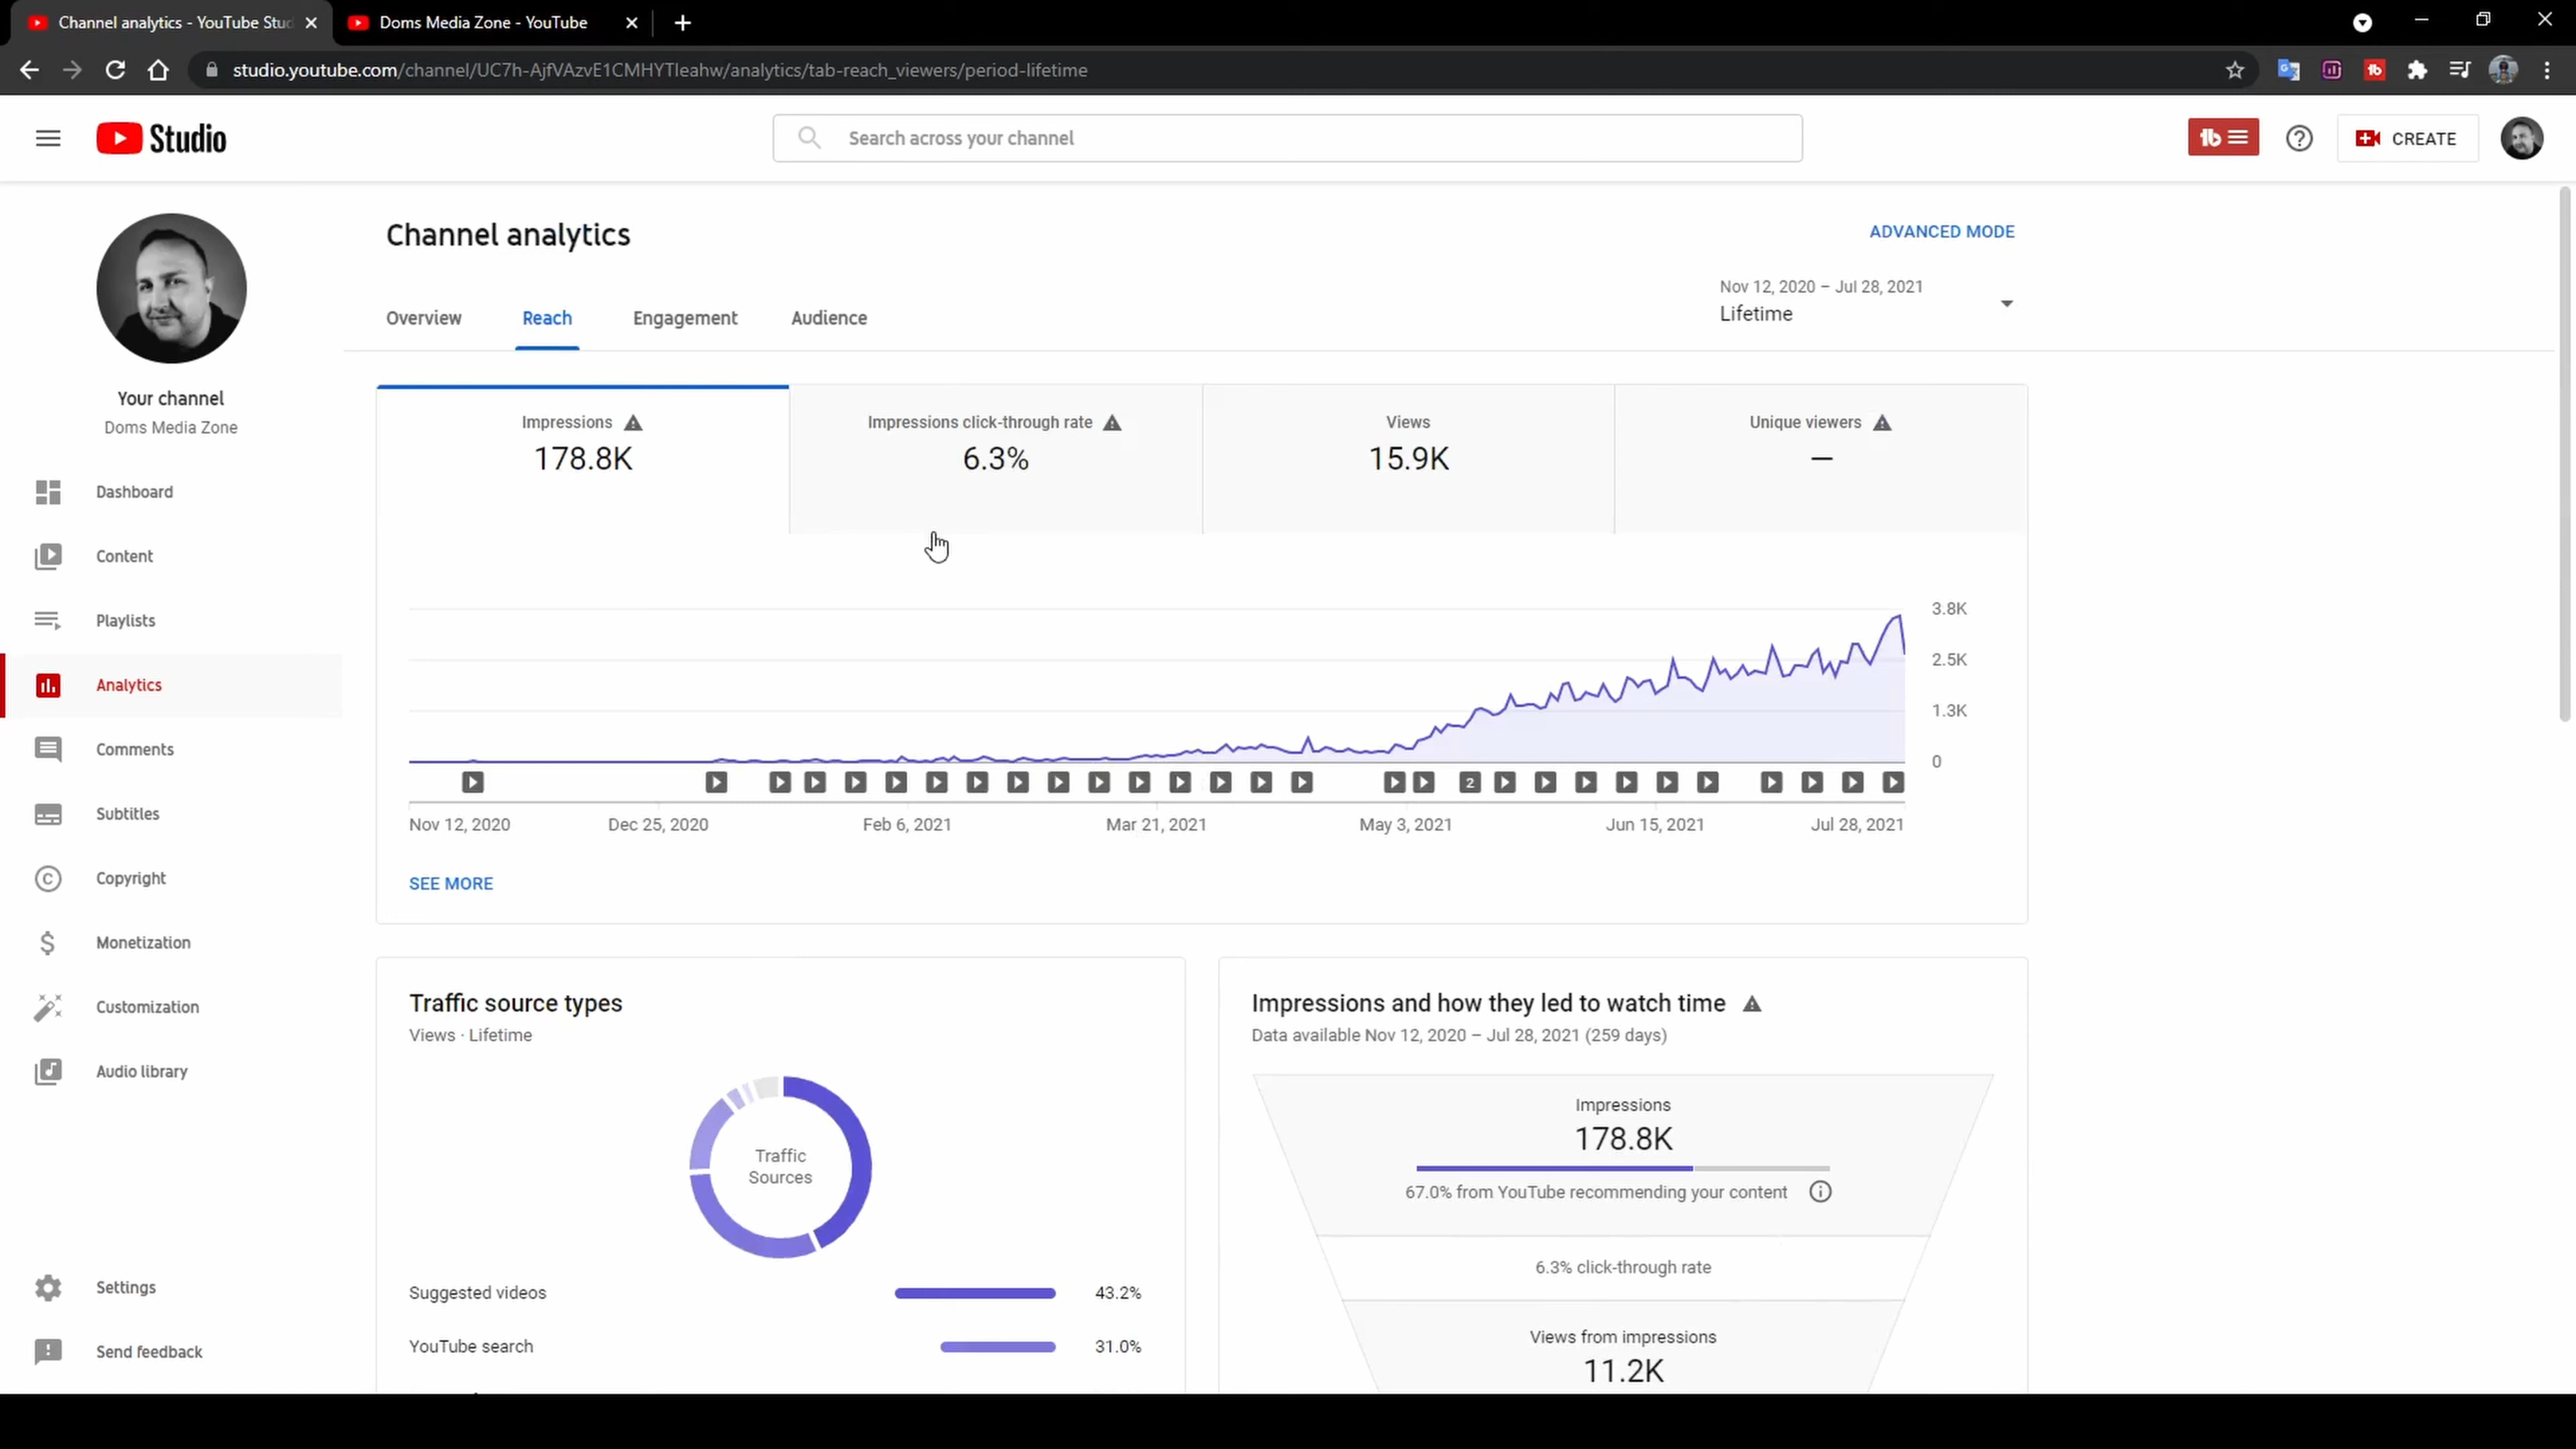 Channel analytics - YouTube Stud
Doms Media Zone - YouTube
studio.youtube.com/channel/UC7h-AjfVAzvE1CMHYTleahw/analytics/tab-reach_viewers/period-lifetime
Studio
Search across your channel
CREATE
Your channel
Doms Media Zone
Dashboard
Content
Playlists
Analytics
Comments
Subtitles
Copyright
Monetization
Customization
Audio library
Settings
Send feedback
Channel analytics
ADVANCED MODE
Overview
Reach
Engagement
Audience
Nov 12, 2020 – Jul 28, 2021
Lifetime
Impressions
178.8K
Impressions click-through rate
6.3%
Views
15.9K
Unique viewers
—
3.8K
2.5K
1.3K
0
2
Nov 12, 2020
Dec 25, 2020
Feb 6, 2021
Mar 21, 2021
May 3, 2021
Jun 15, 2021
Jul 28, 2021
SEE MORE
Traffic source types
Views · Lifetime
Traffic
Sources
Suggested videos 43.2%
YouTube search 31.0%
Impressions and how they led to watch time
Data available Nov 12, 2020 – Jul 28, 2021 (259 days)
Impressions
178.8K
67.0% from YouTube recommending your content
6.3% click-through rate
Views from impressions
11.2K